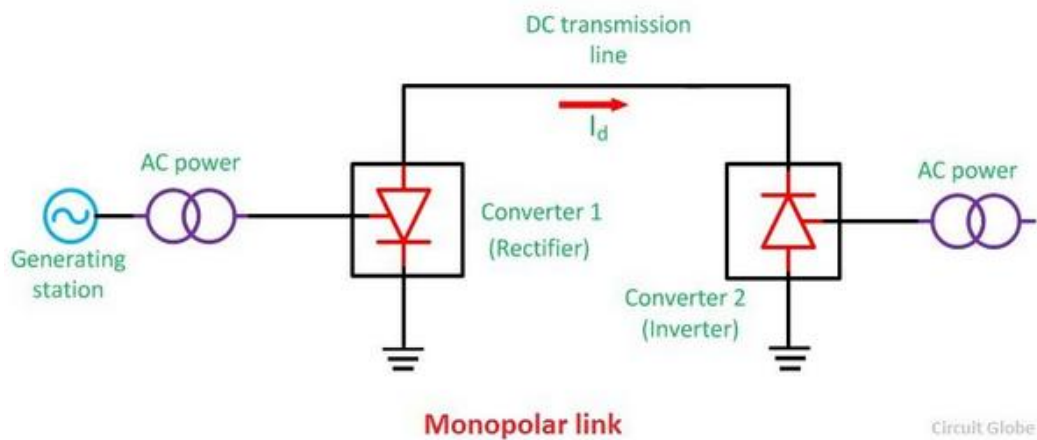 DC transmission
line
I_d
AC power
AC power
Converter 1
(Rectifier)
Generating
station
Converter 2
(Inverter)
Monopolar link
Circuit Globe